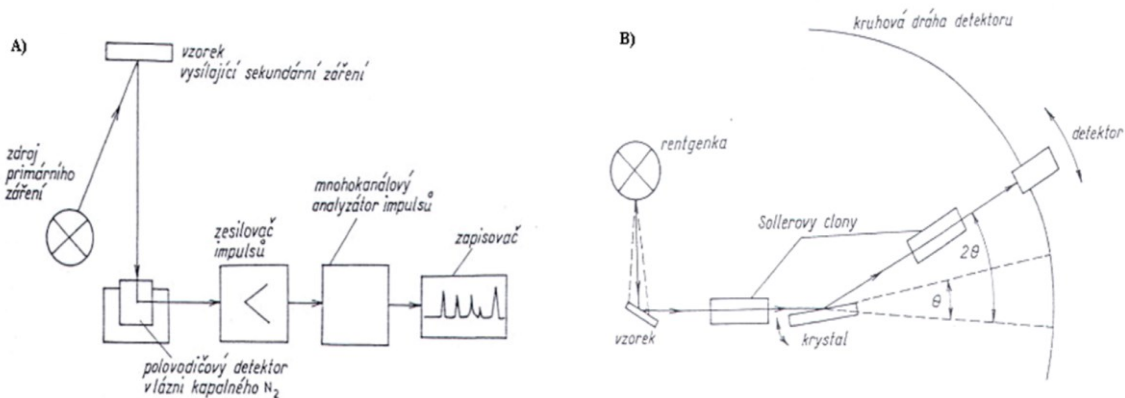 A)
vzorek
vysílající sekundární záření
zdroj
primárního
záření
mnohokanálový
analyzátor impulsů
zesilovač
impulsů
zapisovač
polovodičový detektor
v lázni kapalného N₂
B)
kruhová dráha detektoru
detektor
rentgenka
Sollerovy clony
2θ
θ
vzorek
krystal